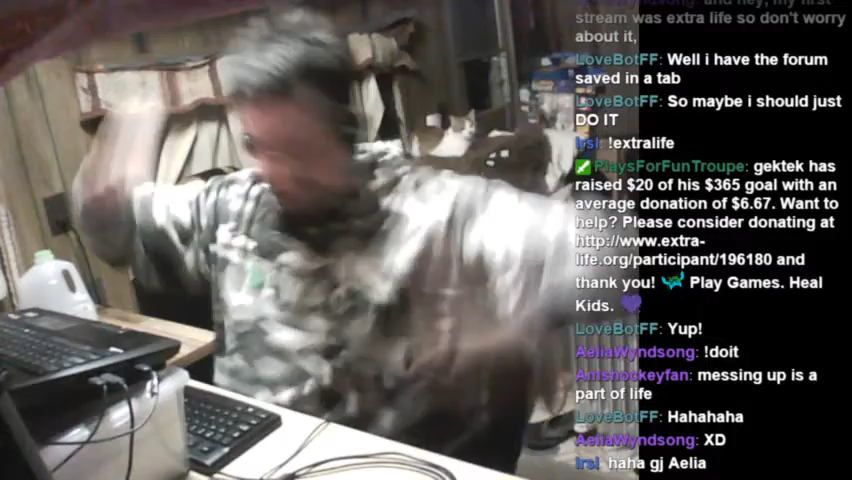 and hey, my first
stream was extra life so don't worry
about it,
LoveBotFF: Well i have the forum
saved in a tab
LoveBotFF: So maybe i should just
DO IT
lrsl: !extralife
PlaysForFunTroupe: gektek has
raised $20 of his $365 goal with an
average donation of $6.67. Want to
help? Please consider donating at
http://www.extra-
life.org/participant/196180 and
thank you! Play Games. Heal
Kids.
LoveBotFF: Yup!
AeliaWyndsong: !doit
Amshockeyfan: messing up is a
part of life
LoveBotFF: Hahahaha
AeliaWyndsong: XD
lrsl: haha gj Aelia